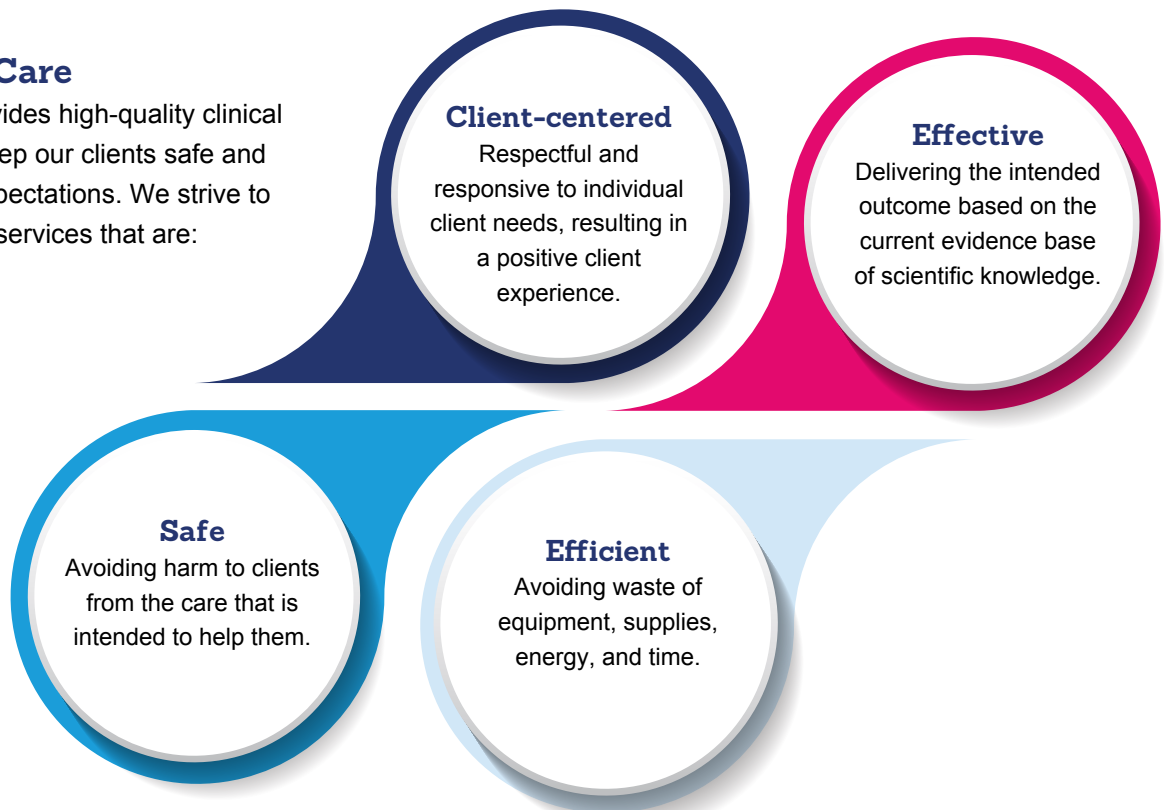 Care
vides high-quality clinical
ep our clients safe and
pectations. We strive to
services that are:
Client-centered
Respectful and
responsive to individual
client needs, resulting in
a positive client
experience.
Effective
Delivering the intended
outcome based on the
current evidence base
of scientific knowledge.
Safe
Avoiding harm to clients
from the care that is
intended to help them.
Efficient
Avoiding waste of
equipment, supplies,
energy, and time.